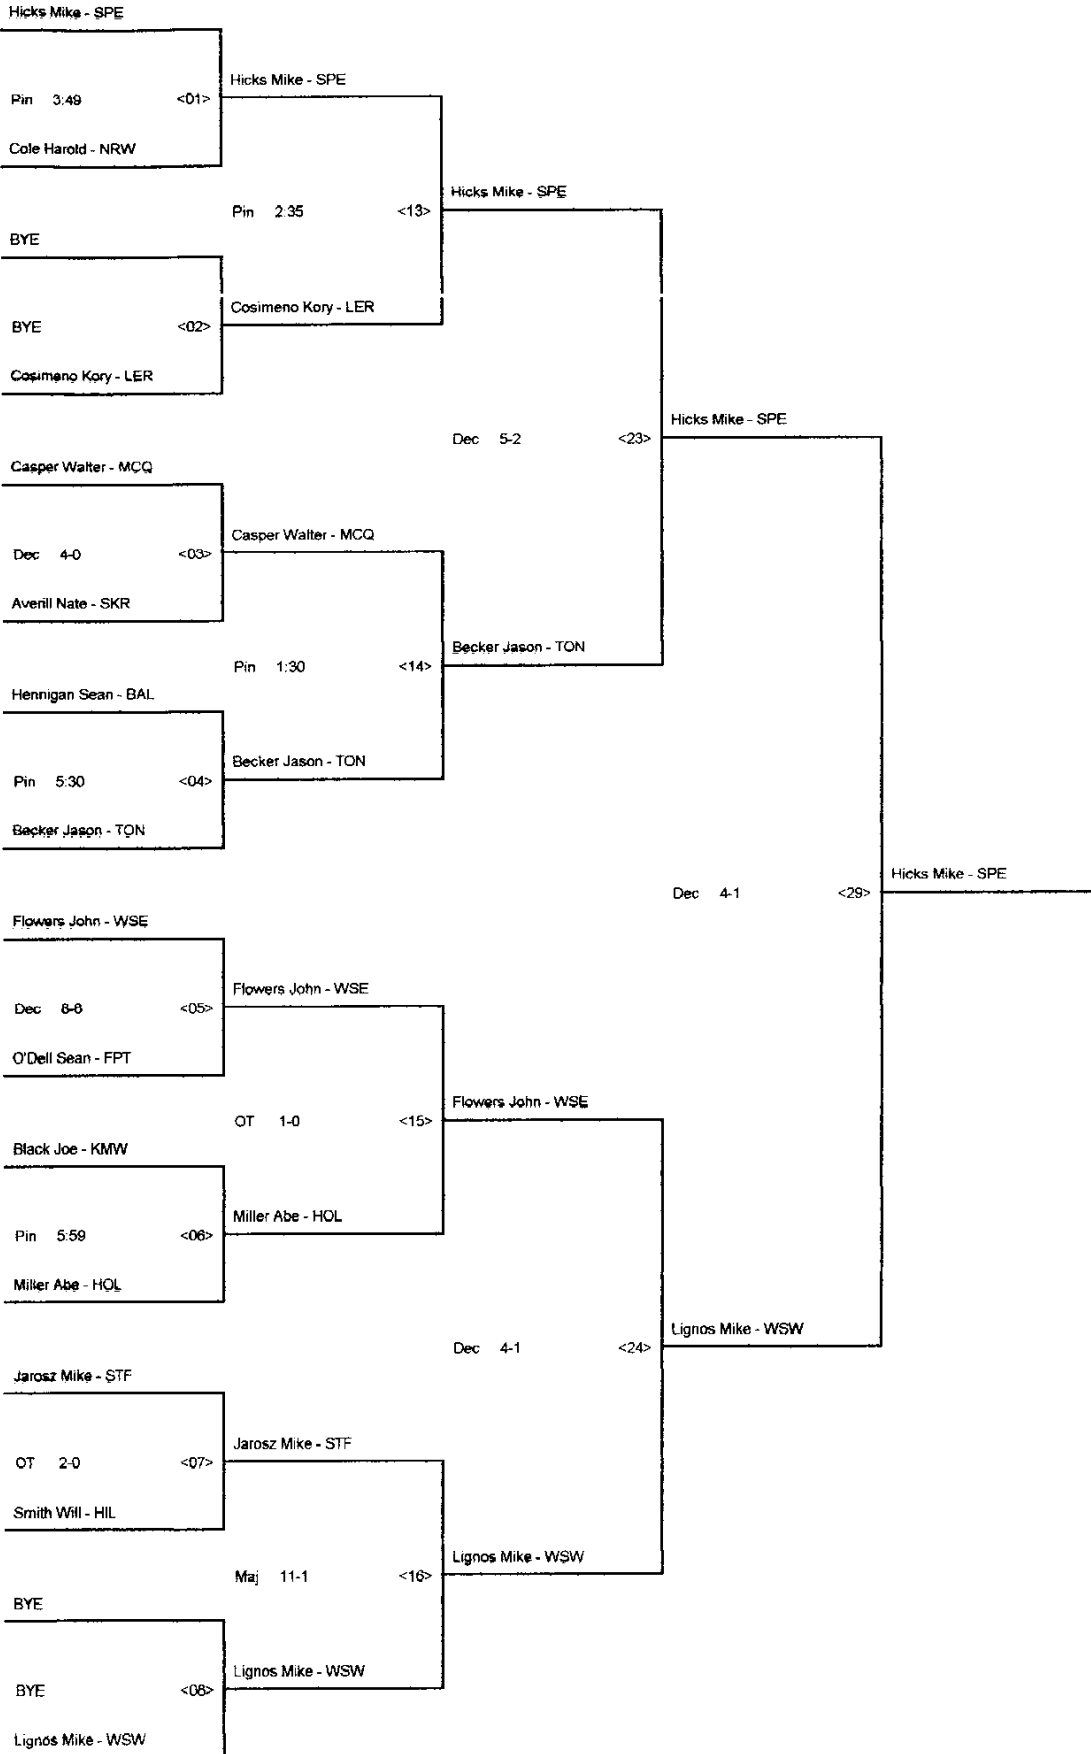 Hicks Mike - SPE
Hicks Mike - SPE
Pin 3:49 <01>
Cole Harold - NRW
Hicks Mike - SPE
Pin 2:35 <13>
BYE
Cosimeno Kory - LER
BYE <02>
Cosimeno Kory - LER
Hicks Mike - SPE
Dec 5-2 <23>
Casper Walter - MCQ
Casper Walter - MCQ
Dec 4-0 <03>
Averill Nate - SKR
Becker Jason - TON
Pin 1:30 <14>
Hennigan Sean - BAL
Becker Jason - TON
Pin 5:30 <04>
Becker Jason - TON
Hicks Mike - SPE
Dec 4-1 <29>
Flowers John - WSE
Flowers John - WSE
Dec <05>
O'Dell Sean - FPT
Flowers John - WSE
OT 1-0 <15>
Black Joe - KMW
Miller Abe - HOL
Pin 5:59 <06>
Miller Abe - HOL
Lignos Mike - WSW
Dec 4-1 <24>
Jarosz Mike - STF
Jarosz Mike - STF
OT 2-0 <07>
Smith Will - HIL
Lignos Mike - WSW
Maj 11-1 <16>
BYE
Lignos Mike - WSW
BYE <08>
Lignos Mike - WSW